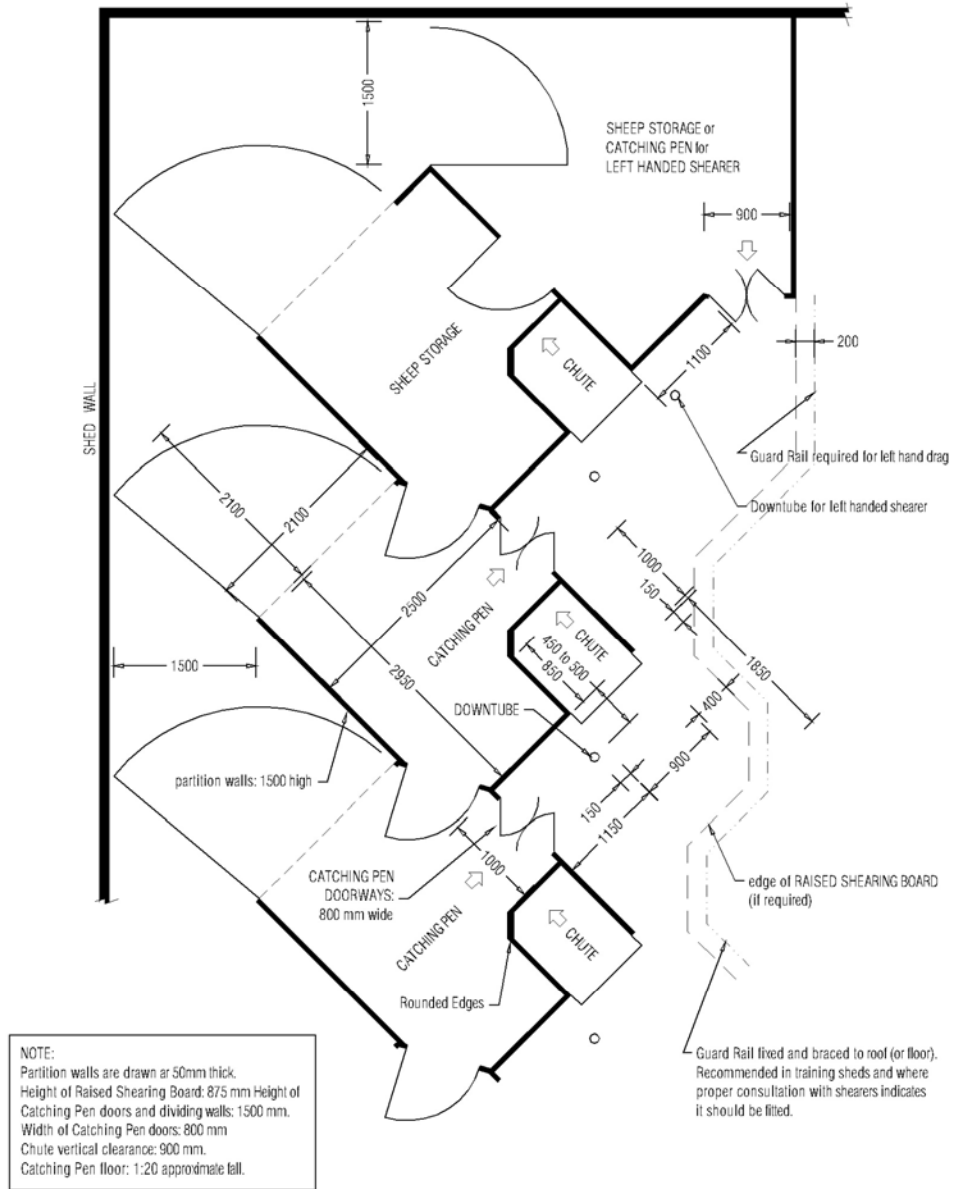 1500
SHEEP STORAGE or
CATCHING PEN for
LEFT HANDED SHEARER
900
200
1100
SHEEP STORAGE
CHUTE
SHED WALL
Guard Rail required for left hand drag
Downtube for left handed shearer
2100
2100
2500
1000
150
CATCHING PEN
CHUTE
450 to 500
850
1850
2950
1500
400
DOWNTUBE
900
partition walls: 1500 high
150
1150
CATCHING PEN
DOORWAYS:
800 mm wide
1000
edge of RAISED SHEARING BOARD
(if required)
CATCHING PEN
CHUTE
Rounded Edges
Guard Rail fixed and braced to roof (or floor).
Recommended in training sheds and where
proper consultation with shearers indicates
it should be fitted.
NOTE:
Partition walls are drawn ar 50mm thick.
Height of Raised Shearing Board: 875 mm Height of
Catching Pen doors and dividing walls: 1500 mm.
Width of Catching Pen doors: 800 mm
Chute vertical clearance: 900 mm.
Catching Pen floor: 1:20 approximate fall.